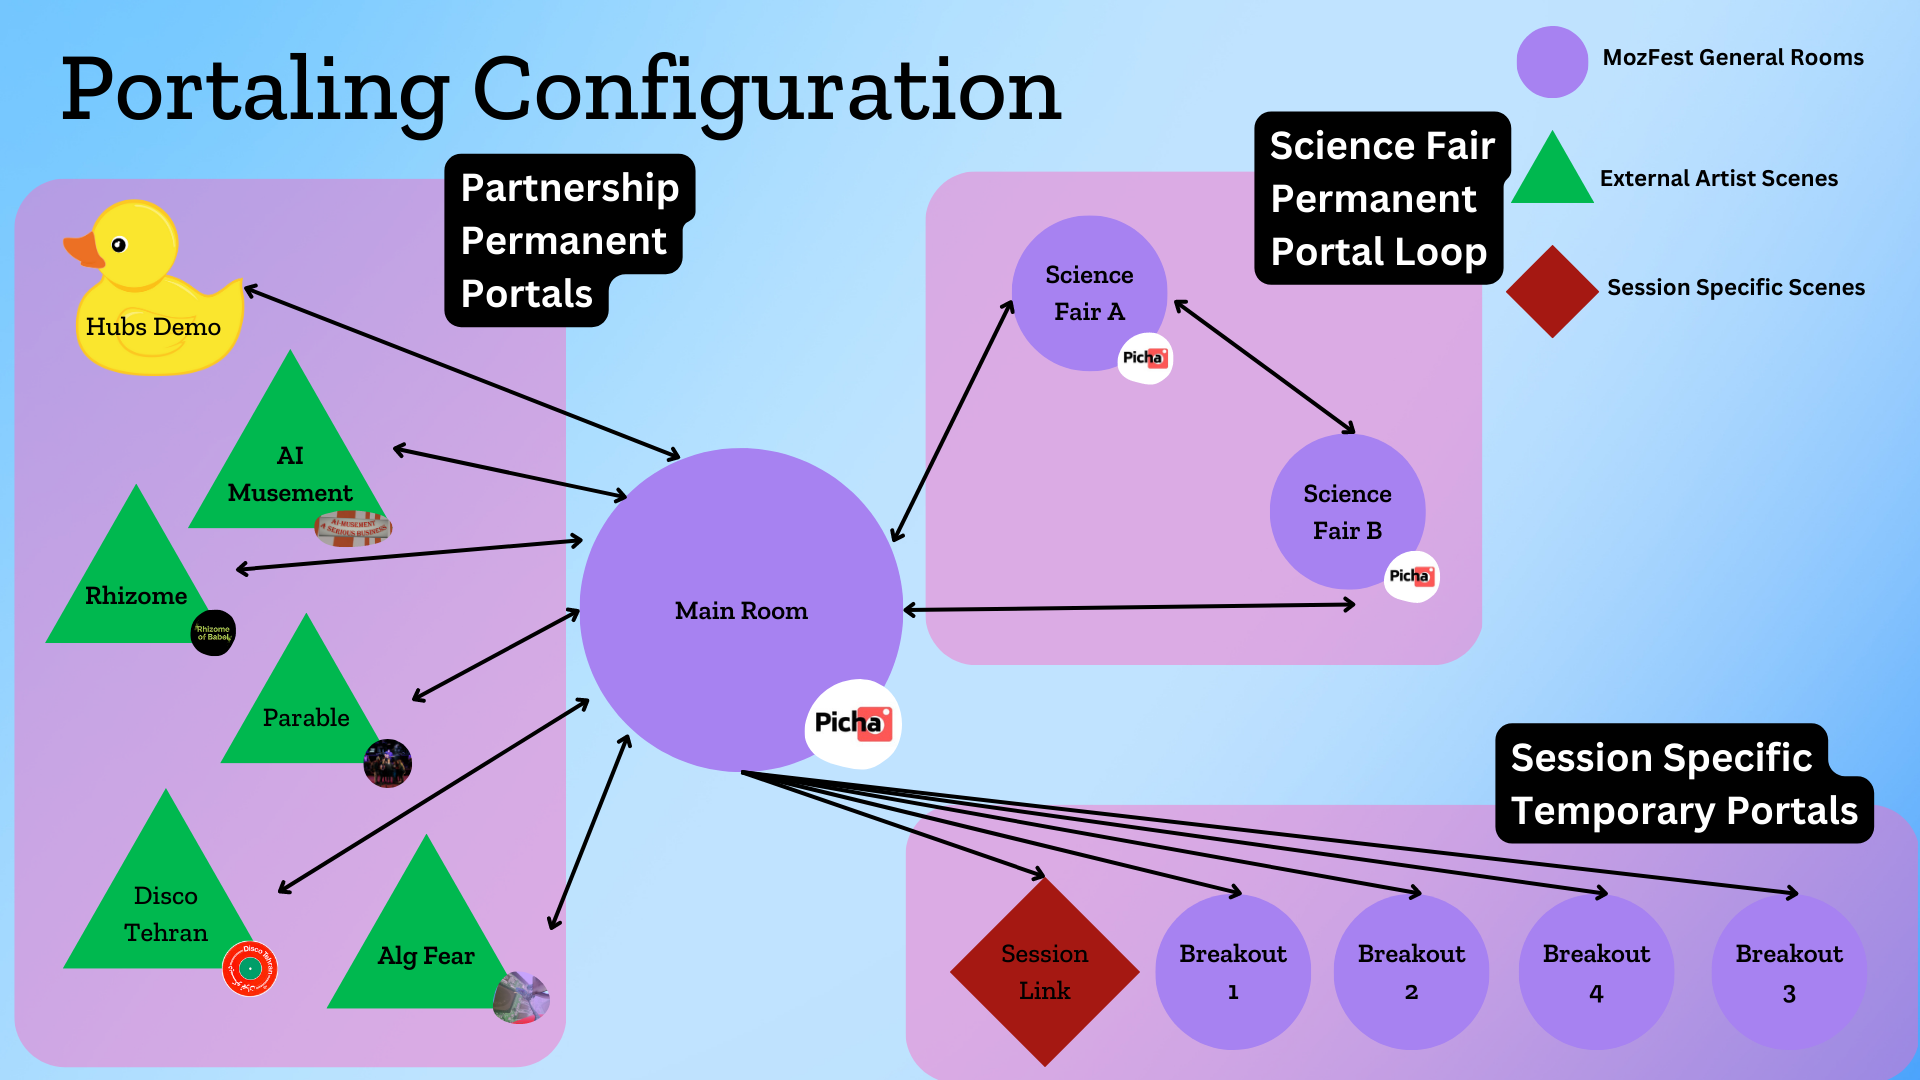 Portaling Configuration
MozFest General Rooms
External Artist Scenes
Session Specific Scenes
Partnership
Permanent
Portals
Hubs Demo
AI
Musement
AI-MUSEMENT
A SERIOUS BUSINESS
Rhizome
Rhizome
of Babel
Parable
Disco
Tehran
Disco Tehran
Alg Fear
Main Room
Picha
Science Fair
Permanent
Portal Loop
Science
Fair A
Picha
Science
Fair B
Picha
Session Specific
Temporary Portals
Session
Link
Breakout
1
Breakout
2
Breakout
4
Breakout
3